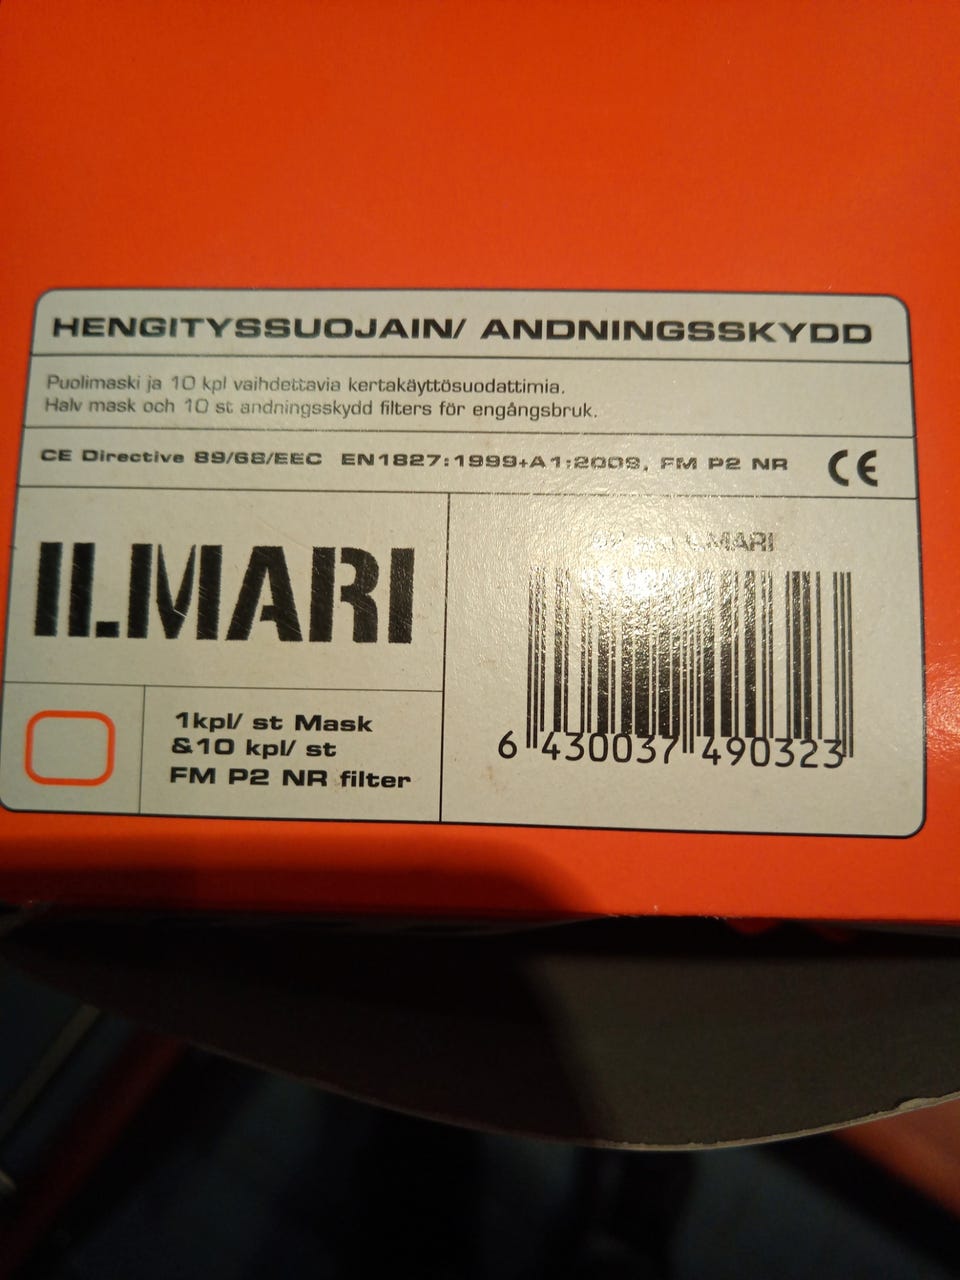 HENGITYSSUOJAIN/ ANDNINGSSKYDD
Puolimaski ja 10 kpl vaihdettavia kertakäyttösuodattimia.
Halv mask och 10 st andningsskydd filters för engångsbruk.
CE Directive 89/68/EEC EN1827:1999+A1:2009, FM P2 NR CE
ILMARI
1kpl/ st Mask
&10 kpl/ st
FM P2 NR filter
ILMARI
6 430037 490323